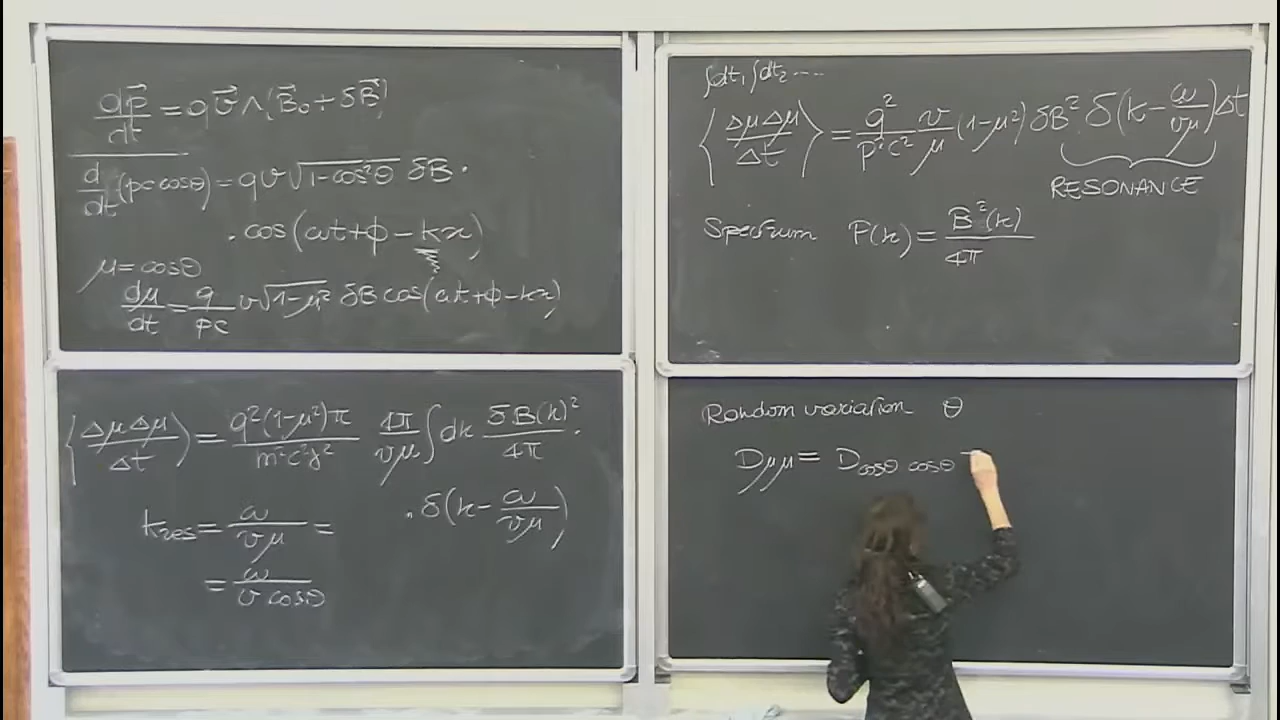 dp⃗/dt = q v⃗ ∧ (B⃗₀ + δB⃗)
d/dt (pc cosθ) = qv √(1-cos²θ) δB ·
· cos(ωt + ϕ - kx)
μ = cosθ
dμ/dt = q/pc v √(1-μ²) δB cos(ωt + ϕ - kx)
⟨ΔμΔμ/Δt⟩ = q²(1-μ²)π/m²c²γ² 4π/vμ ∫dk δB(k)²/4π ·
· δ(k - ω/vμ)
k_res = ω/vμ =
= ω/v cosθ
∫dt₁ ∫dt₂ ....
⟨ΔμΔμ/Δt⟩ = q²/p²c² v/μ (1-μ²) δB² δ(k - ω/vμ) Δt
RESONANCE
Spectrum P(k) = B²(k)/4π
Random variation θ
Dμμ = D cosθ cosθ